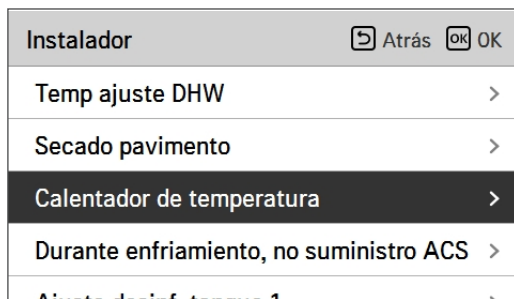 Instalador Atrás OK OK
Temp ajuste DHW >
Secado pavimento >
Calentador de temperatura >
Durante enfriamiento, no suministro ACS >